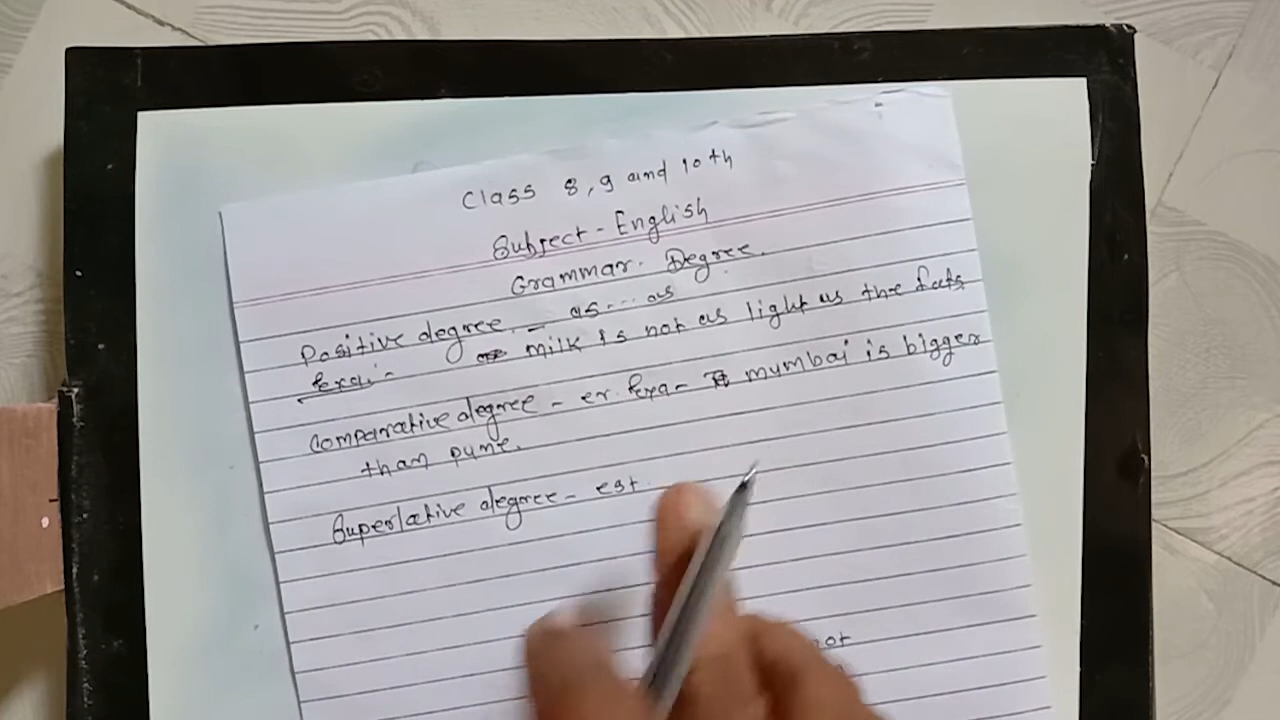 Class 8, 9 and 10th
Subject - English
Grammar. Degree.
Positive degree. - as... as
Exa:- milk is not as light as the fats
Comparative degree - er. Exa - mumbai is bigger
than pune.
Superlative degree - est.
not